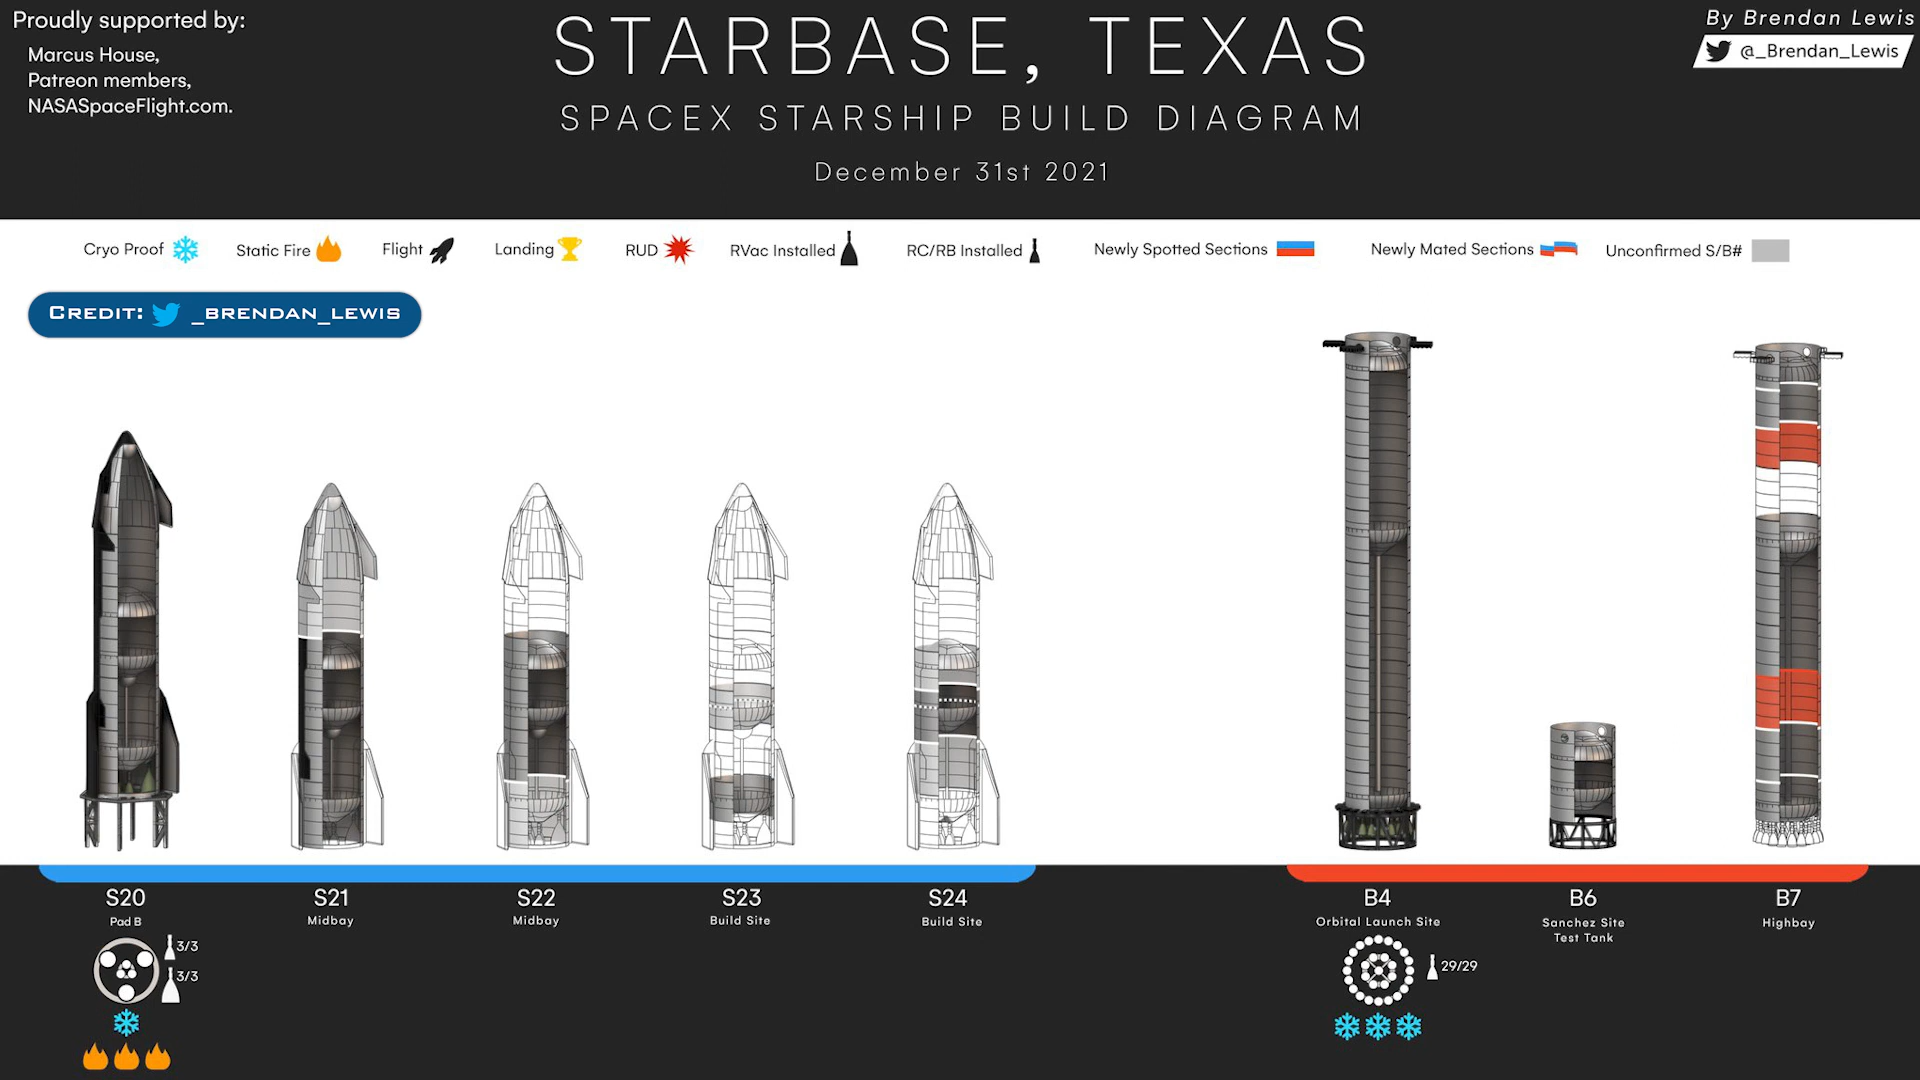 Proudly supported by:
Marcus House,
Patreon members,
NASASpaceFlight.com.
STARBASE, TEXAS
SPACEX STARSHIP BUILD DIAGRAM
December 31st 2021
By Brendan Lewis
@_Brendan_Lewis
Cryo Proof Static Fire Flight Landing RUD RVac Installed RC/RB Installed Newly Spotted Sections Newly Mated Sections Unconfirmed S/B#
CREDIT: _BRENDAN_LEWIS
S20
Pad B
3/3
3/3
S21
Midbay
S22
Midbay
S23
Build Site
S24
Build Site
B4
Orbital Launch Site
29/29
B6
Sanchez Site
Test Tank
B7
Highbay